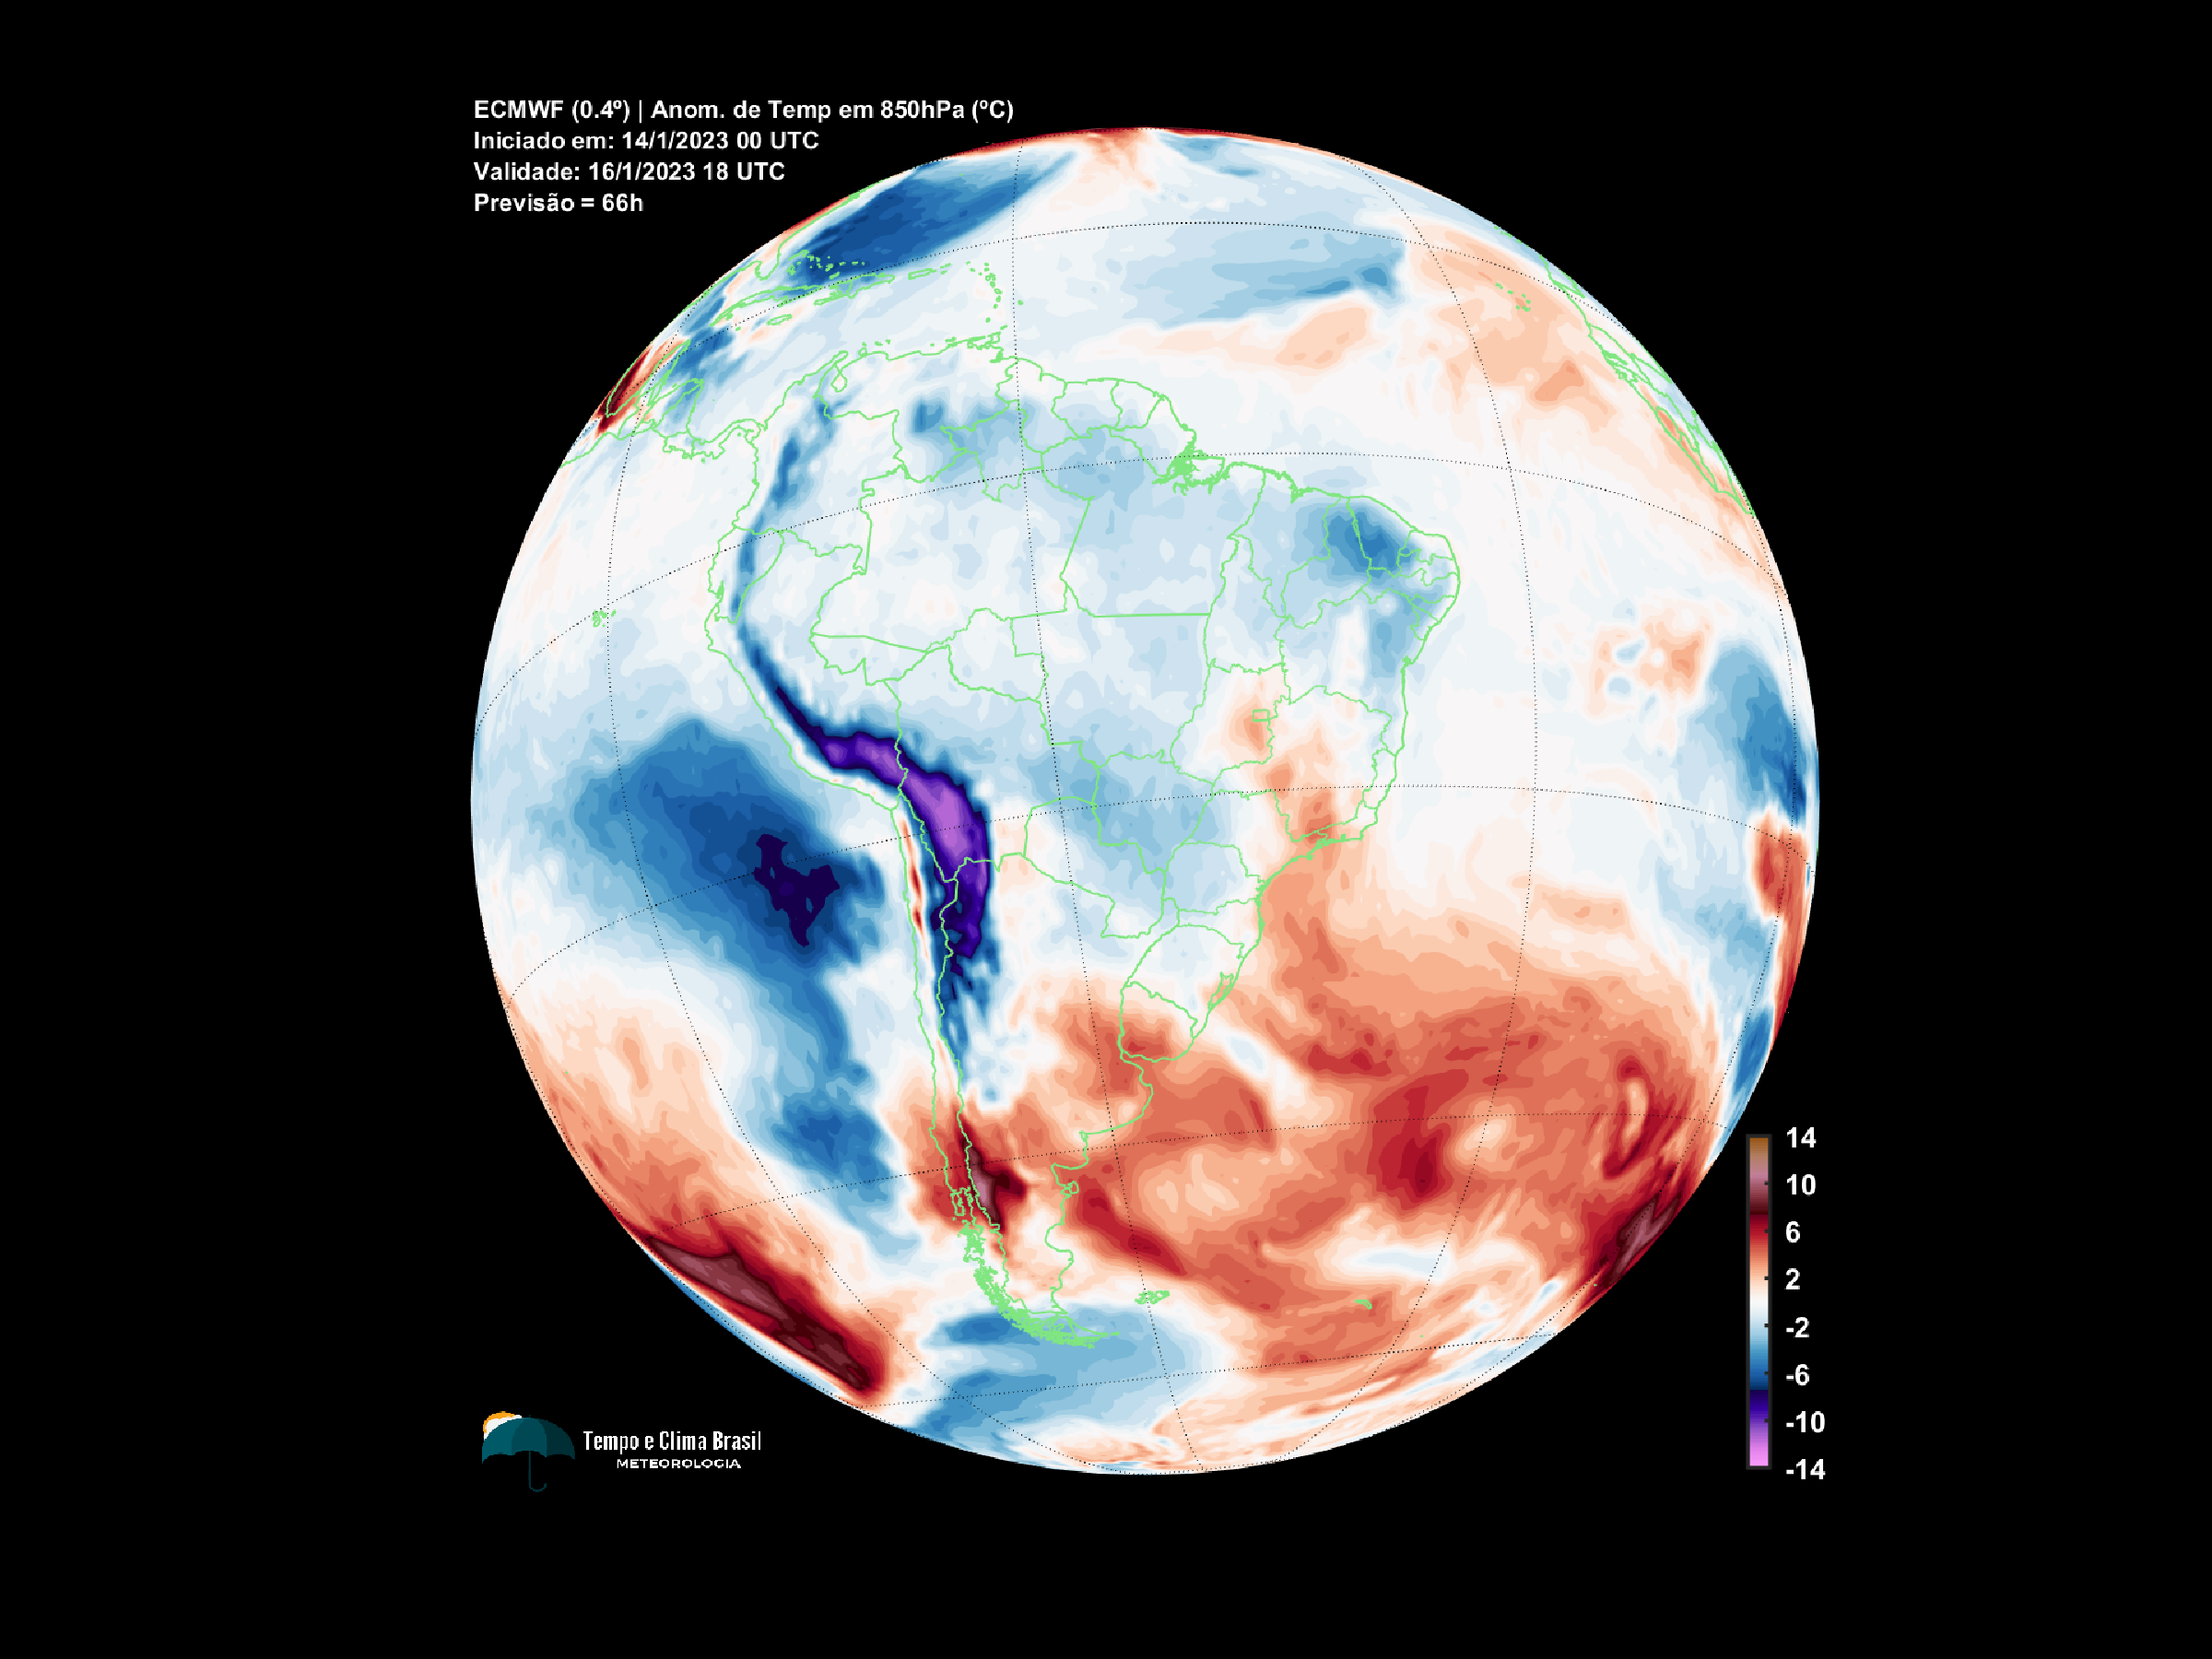 ECMWF (0.4º) | Anom. de Temp em 850hPa (ºC)
Iniciado em: 14/1/2023 00 UTC
Validade: 16/1/2023 18 UTC
Previsão = 66h
14
10
6
2
-2
-6
-10
-14
Tempo e Clima Brasil
METEOROLOGIA